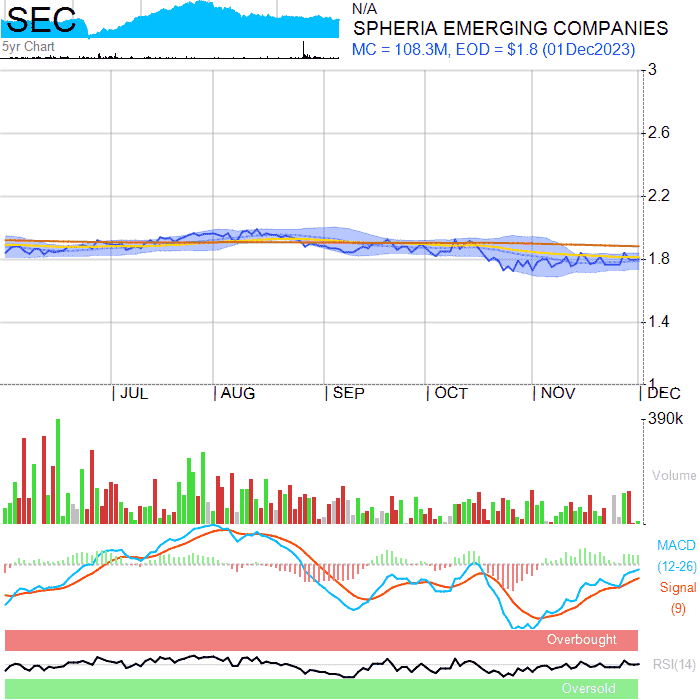 SEC
N/A
SPHERIA EMERGING COMPANIES
5yr Chart
MC = 108.3M, EOD = $1.8 (01Dec2023)
3
2.6
2.2
1.8
1.4
1
JUL AUG SEP OCT NOV DEC
390k
Volume
MACD
(12-26)
Signal
(9)
Overbought
RSI(14)
Oversold